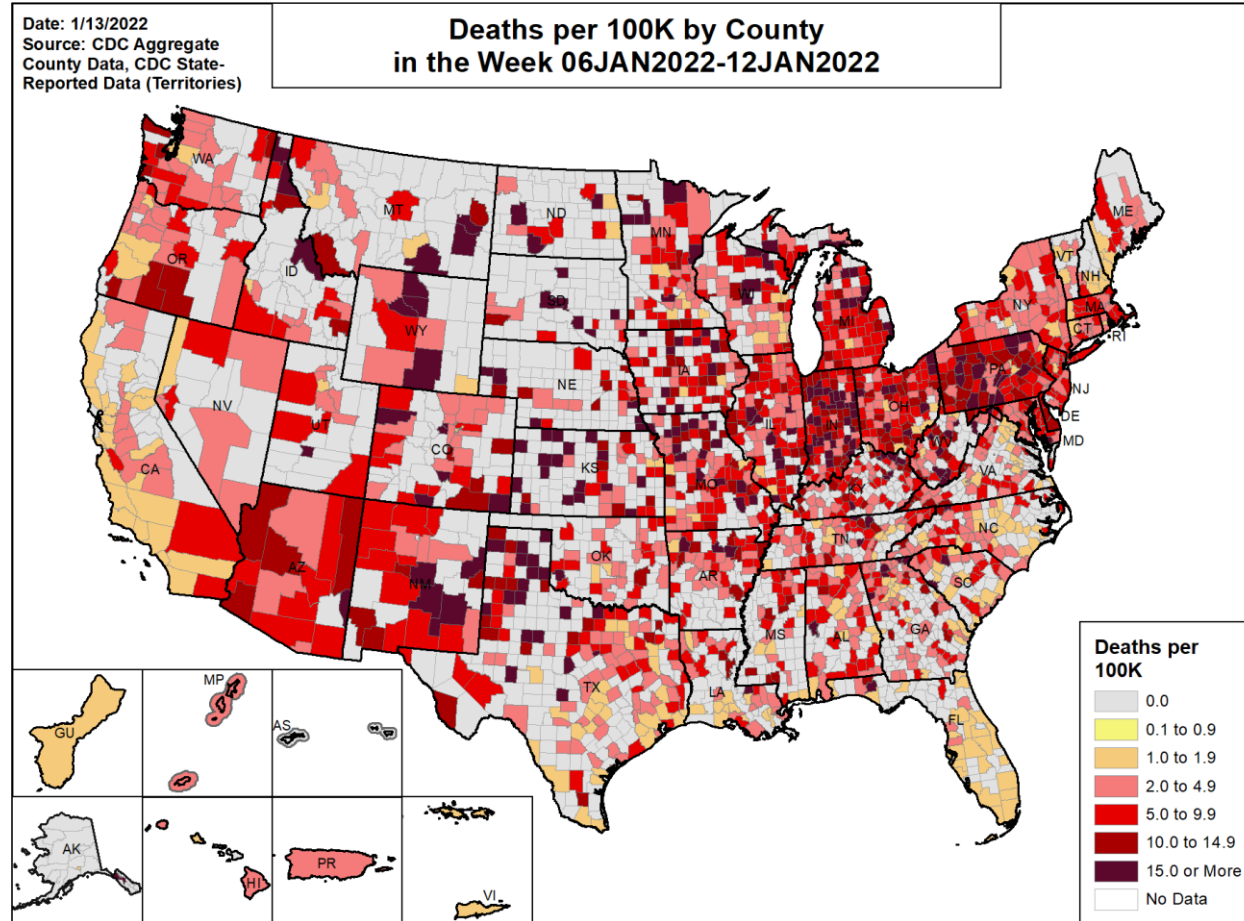 Date: 1/13/2022
Source: CDC Aggregate
County Data, CDC State-
Reported Data (Territories)
Deaths per 100K by County
in the Week 06JAN2022-12JAN2022
WA
MT
ND
MN
ME
OR
ID
WY
SD
WI
MI
VT
NH
NY
MA
CT
RI
NV
UT
CO
NE
IA
IL
IN
OH
PA
NJ
DE
MD
CA
KS
MO
KY
WV
VA
AZ
NM
OK
AR
TN
NC
SC
TX
LA
MS
AL
GA
FL
GU
MP
AS
AK
HI
PR
VI
Deaths per
100K
0.0
0.1 to 0.9
1.0 to 1.9
2.0 to 4.9
5.0 to 9.9
10.0 to 14.9
15.0 or More
No Data